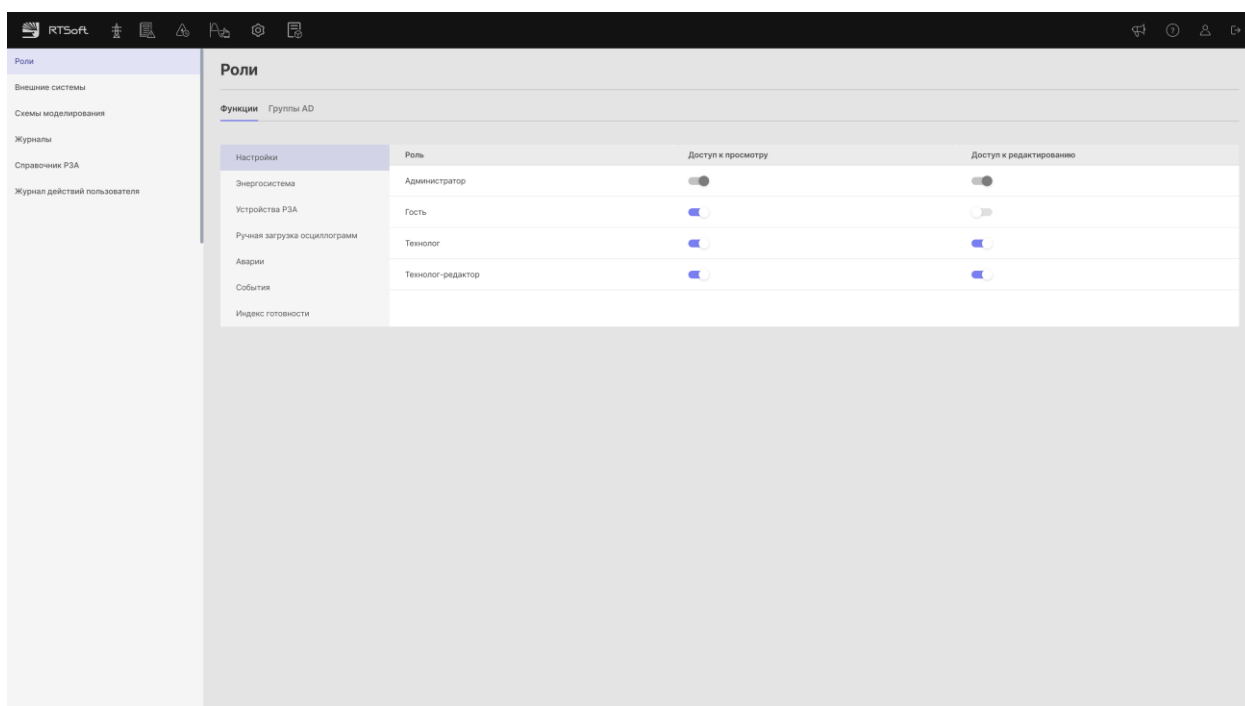 RTSoft
Роли
Внешние системы
Схемы моделирования
Журналы
Справочник РЗА
Журнал действий пользователя
Роли
Функции Группы AD
Настройки
Энергосистема
Устройства РЗА
Ручная загрузка осциллограмм
Аварии
События
Индекс готовности
Роль Доступ к просмотру Доступ к редактированию
Администратор
Гость
Технолог
Технолог-редактор